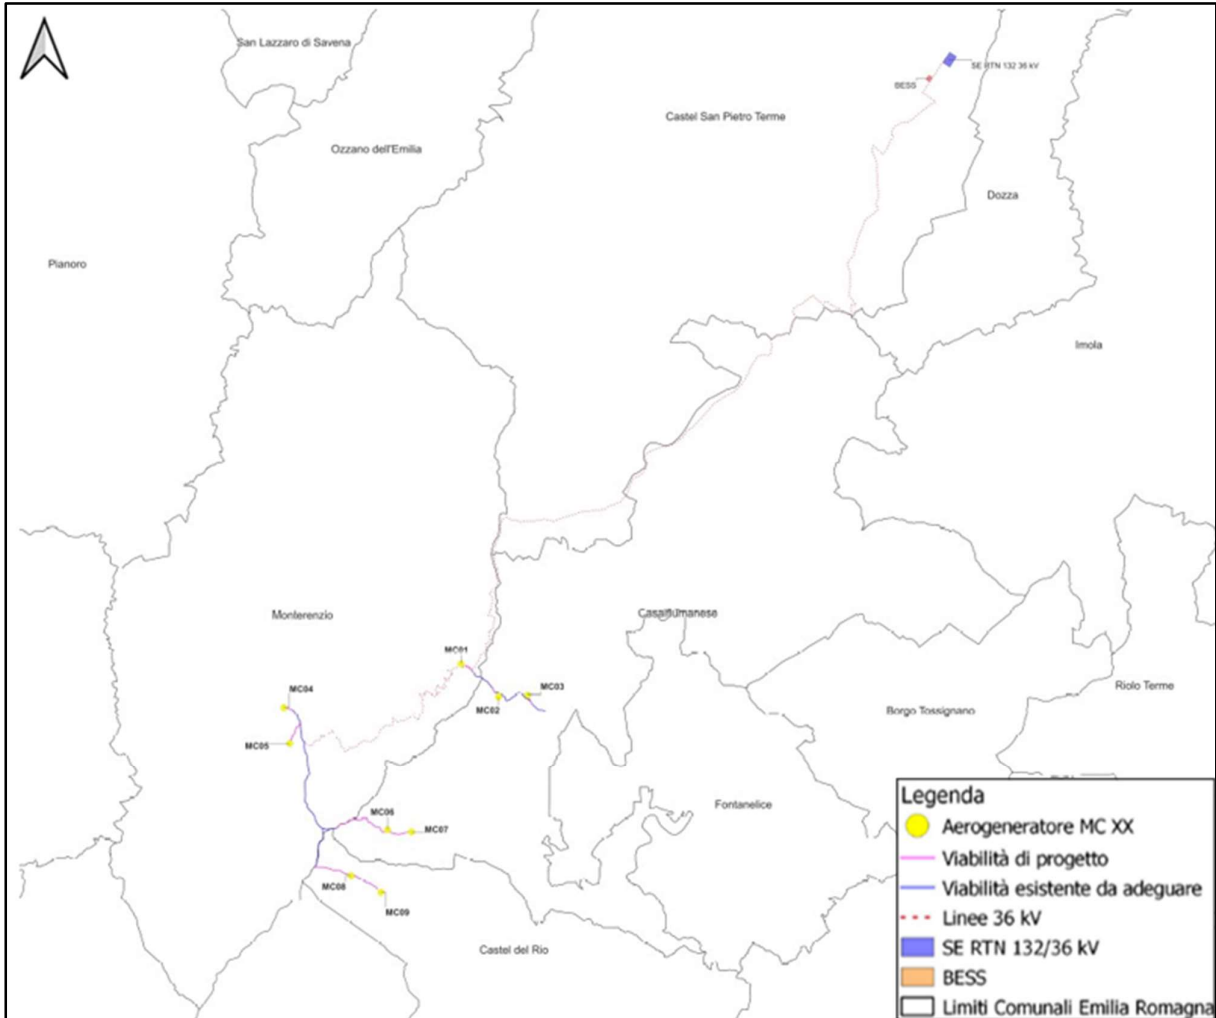 San Lazzaro di Savena
SE RTN 132 36 kV
BESS
Castel San Pietro Terme
Ozzano dell'Emilia
Dozza
Pianoro
Imola
Monterenzio
Casalfiumanese
MC01
Riolo Terme
MC04
MC03
MC02
Borgo Tossignano
MC05
Fontanelice
MC06
MC07
MC08
MC09
Castel del Rio
Legenda
Aerogeneratore MC XX
Viabilità di progetto
Viabilità esistente da adeguare
Linee 36 kV
SE RTN 132/36 kV
BESS
Limiti Comunali Emilia Romagna